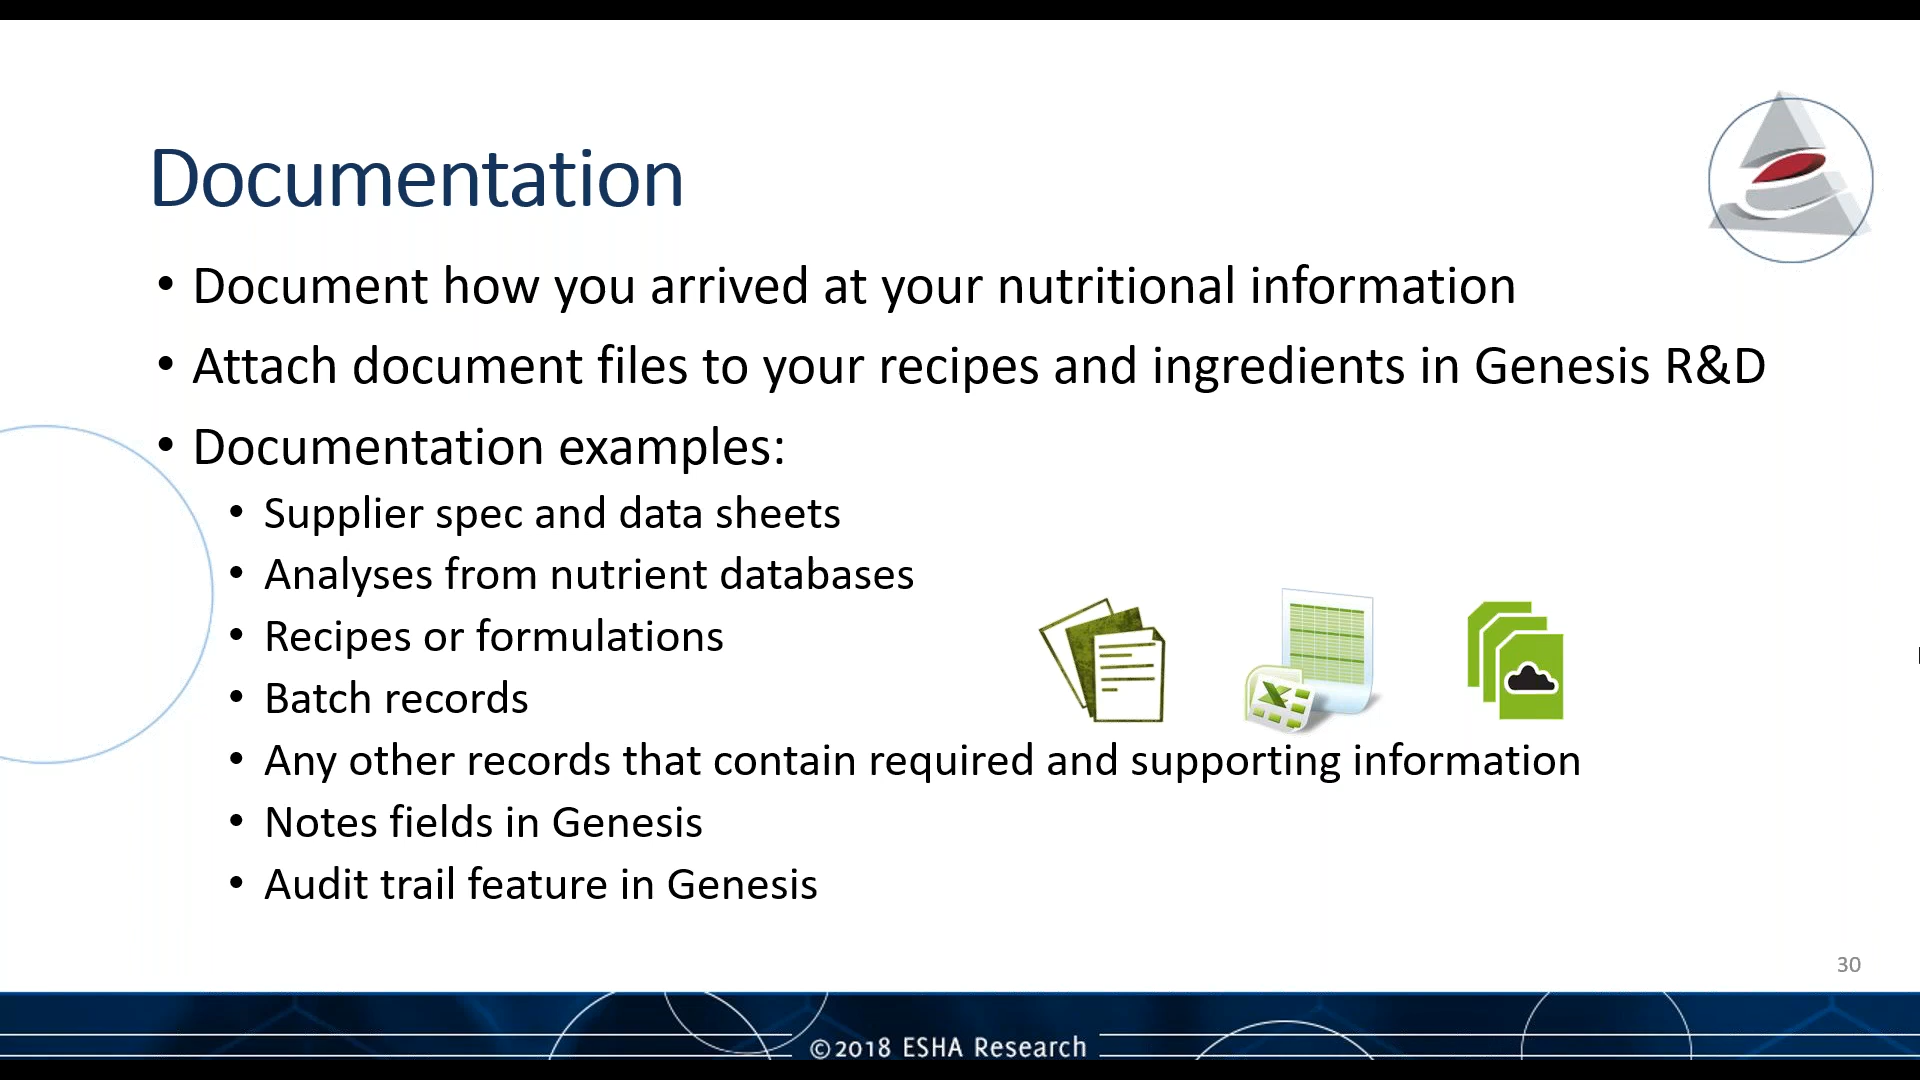 Documentation
• Document how you arrived at your nutritional information
• Attach document files to your recipes and ingredients in Genesis R&D
• Documentation examples:
• Supplier spec and data sheets
• Analyses from nutrient databases
• Recipes or formulations
• Batch records
• Any other records that contain required and supporting information
• Notes fields in Genesis
• Audit trail feature in Genesis
30
©2018 ESHA Research